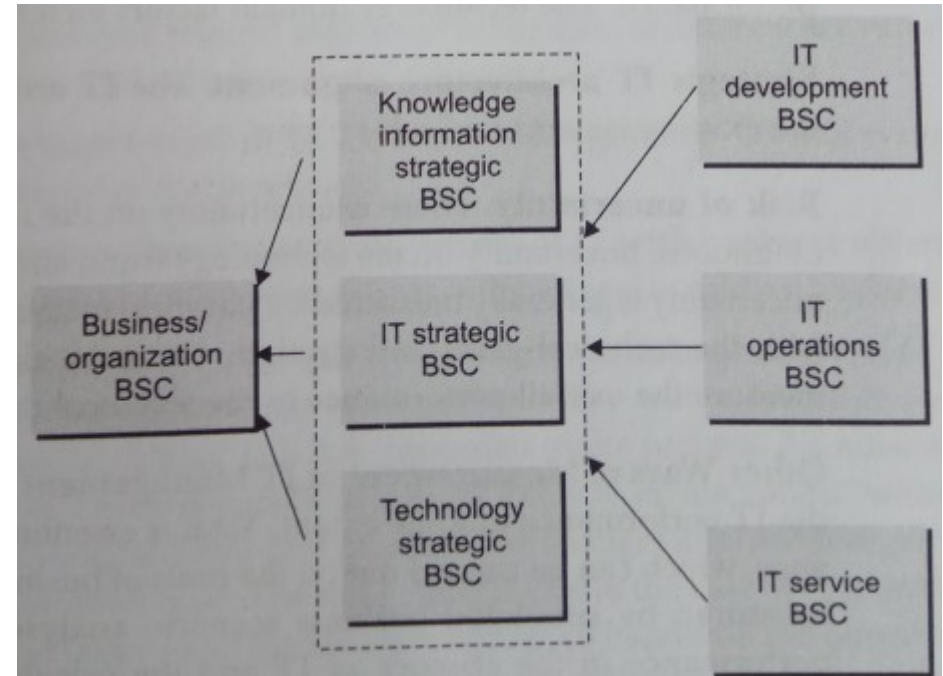 Knowledge
information
strategic
BSC
IT
development
BSC
Business/
organization
BSC
IT strategic
BSC
IT
operations
BSC
Technology
strategic
BSC
IT service
BSC